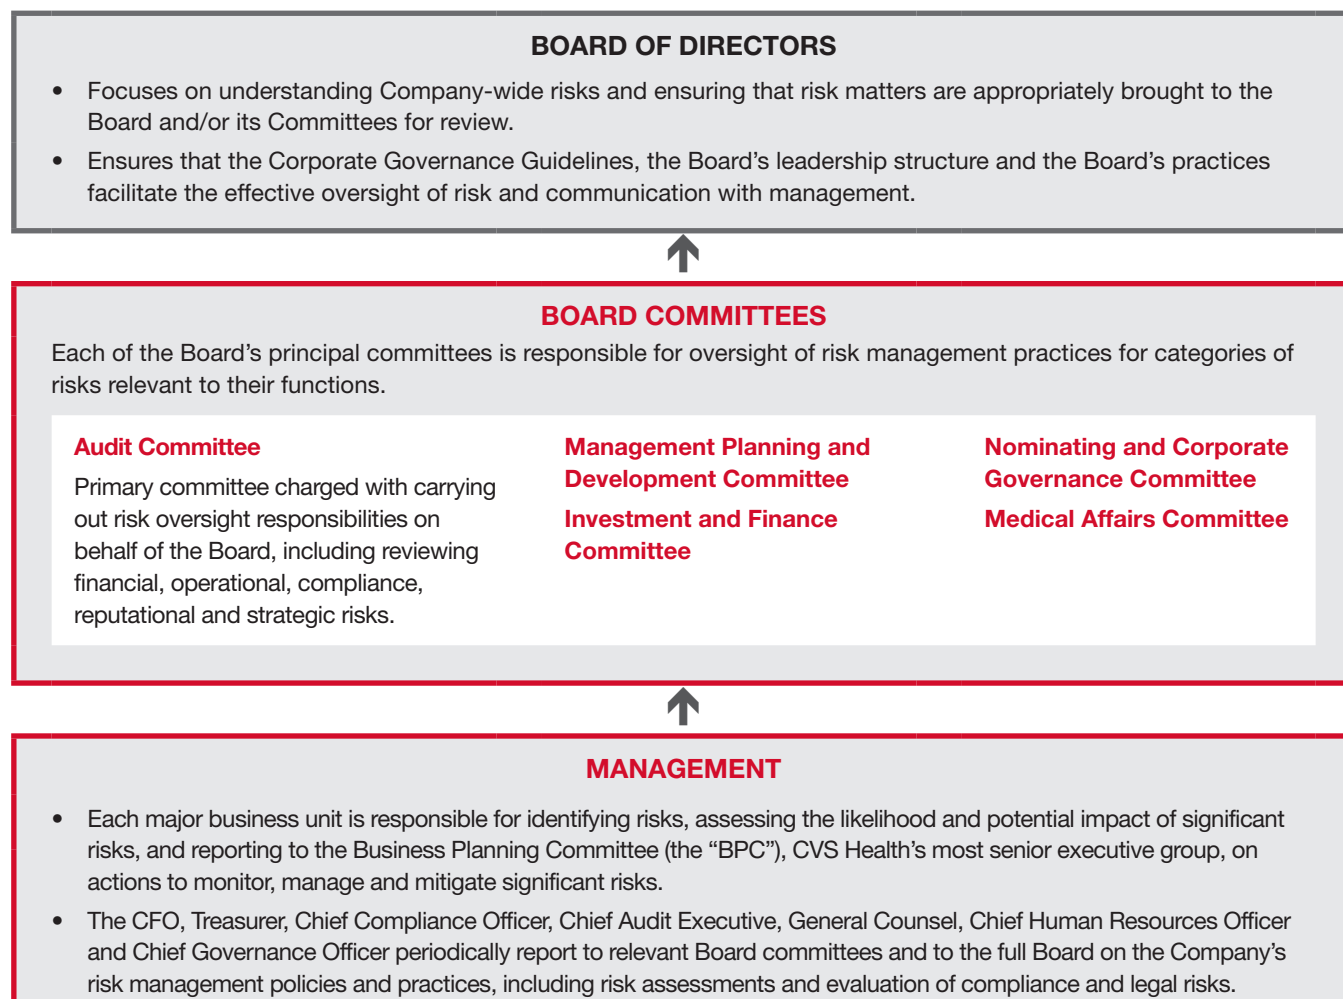 BOARD OF DIRECTORS
• Focuses on understanding Company-wide risks and ensuring that risk matters are appropriately brought to the
Board and/or its Committees for review.
• Ensures that the Corporate Governance Guidelines, the Board’s leadership structure and the Board’s practices
facilitate the effective oversight of risk and communication with management.
BOARD COMMITTEES
Each of the Board’s principal committees is responsible for oversight of risk management practices for categories of
risks relevant to their functions.
Audit Committee
Primary committee charged with carrying
out risk oversight responsibilities on
behalf of the Board, including reviewing
financial, operational, compliance,
reputational and strategic risks.
Management Planning and
Development Committee
Investment and Finance
Committee
Nominating and Corporate
Governance Committee
Medical Affairs Committee
MANAGEMENT
• Each major business unit is responsible for identifying risks, assessing the likelihood and potential impact of significant
risks, and reporting to the Business Planning Committee (the “BPC”), CVS Health’s most senior executive group, on
actions to monitor, manage and mitigate significant risks.
• The CFO, Treasurer, Chief Compliance Officer, Chief Audit Executive, General Counsel, Chief Human Resources Officer
and Chief Governance Officer periodically report to relevant Board committees and to the full Board on the Company’s
risk management policies and practices, including risk assessments and evaluation of compliance and legal risks.